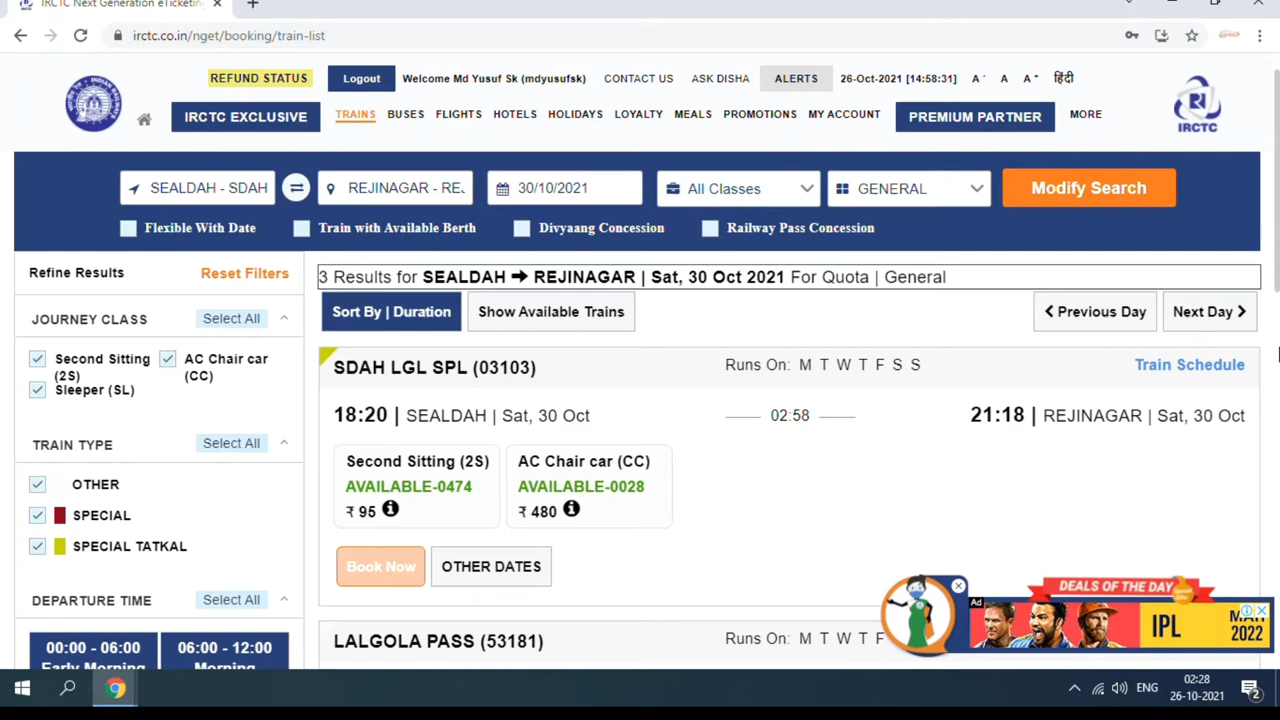 IRCTC Next Generation eTicketin
irctc.co.in/nget/booking/train-list
REFUND STATUS Logout Welcome Md Yusuf Sk (mdyusufsk) CONTACT US ASK DISHA ALERTS 26-Oct-2021 [14:58:31] A- A A+ हिंदी
IRCTC EXCLUSIVE TRAINS BUSES FLIGHTS HOTELS HOLIDAYS LOYALTY MEALS PROMOTIONS MY ACCOUNT PREMIUM PARTNER MORE
IRCTC
SEALDAH - SDAH REJINAGAR - REJ 30/10/2021 All Classes GENERAL Modify Search
Flexible With Date Train with Available Berth Divyaang Concession Railway Pass Concession
Refine Results Reset Filters
JOURNEY CLASS Select All
Second Sitting (2S)
AC Chair car (CC)
Sleeper (SL)
TRAIN TYPE Select All
OTHER
SPECIAL
SPECIAL TATKAL
DEPARTURE TIME Select All
00:00 - 06:00 06:00 - 12:00
Early Morning Morning
3 Results for SEALDAH ➔ REJINAGAR | Sat, 30 Oct 2021 For Quota | General
Sort By | Duration Show Available Trains Previous Day Next Day
SDAH LGL SPL (03103) Runs On: M T W T F S S Train Schedule
18:20 | SEALDAH | Sat, 30 Oct 02:58 21:18 | REJINAGAR | Sat, 30 Oct
Second Sitting (2S) AC Chair car (CC)
AVAILABLE-0474 AVAILABLE-0028
₹ 95 ₹ 480
Book Now OTHER DATES
LALGOLA PASS (53181) Runs On: M T W T F
DEALS OF THE DAY
Ad
IPL
2022
02:28
ENG
26-10-2021
2